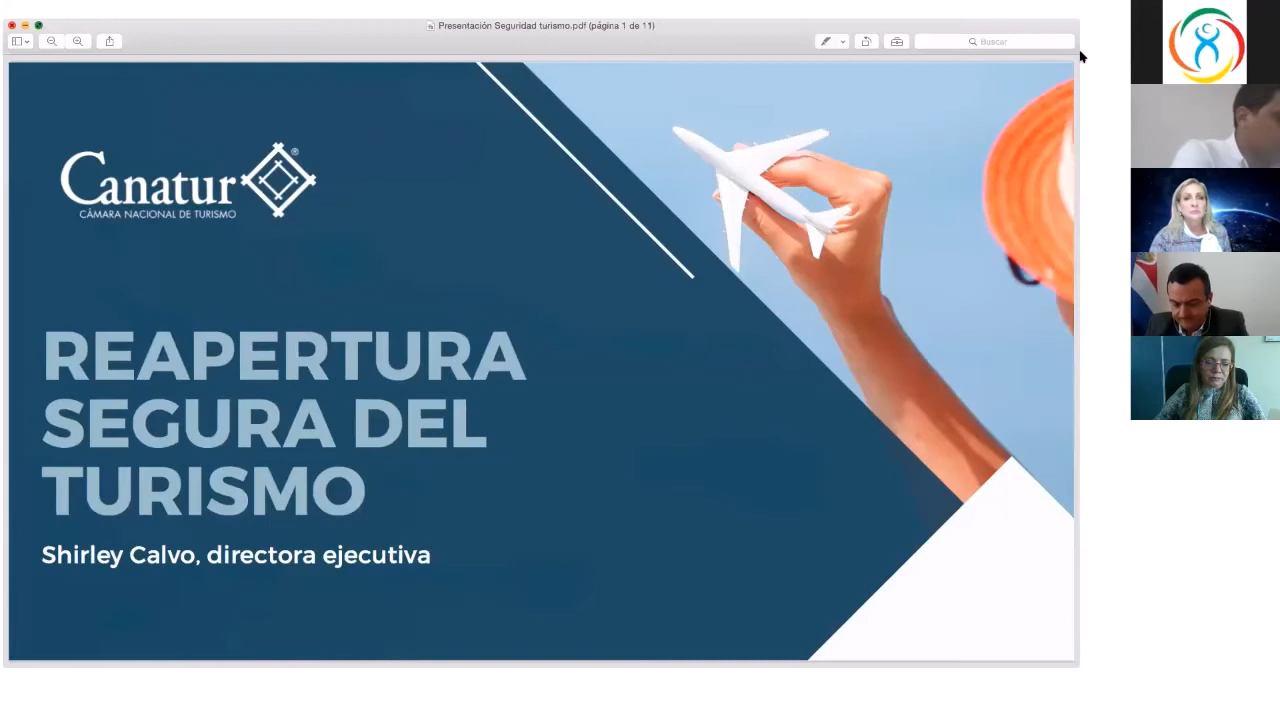 Presentación Seguridad turismo.pdf (página 1 de 11)
Buscar
Canatur®
CÁMARA NACIONAL DE TURISMO
REAPERTURA
SEGURA DEL
TURISMO
Shirley Calvo, directora ejecutiva